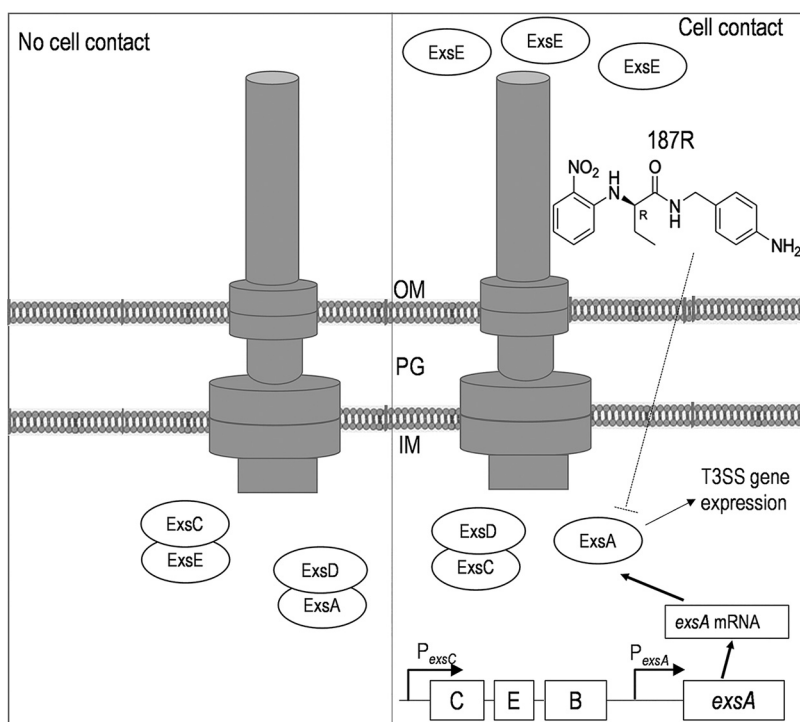 No cell contact
Cell contact
ExsE
ExsE
ExsE
187R
NO2
H
N
O
R
N
H
NH2
OM
PG
IM
T3SS gene
expression
ExsC
ExsE
ExsD
ExsA
ExsD
ExsC
ExsA
exsA mRNA
PexsC
PexsA
C
E
B
exsA